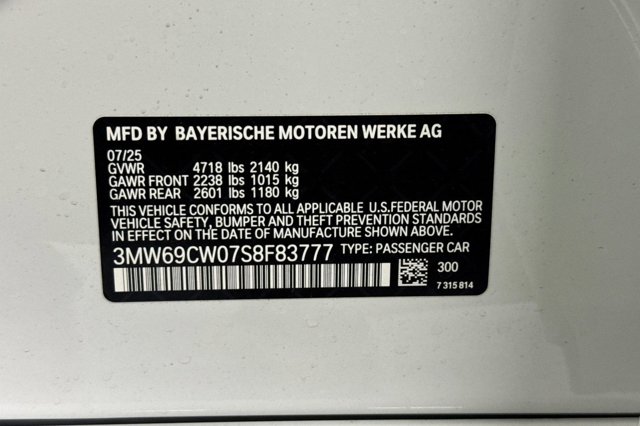 MFD BY BAYERISCHE MOTOREN WERKE AG
07/25
GVWR 4718 lbs 2140 kg
GAWR FRONT 2238 lbs 1015 kg
GAWR REAR 2601 lbs 1180 kg
THIS VEHICLE CONFORMS TO ALL APPLICABLE U.S.FEDERAL MOTOR
VEHICLE SAFETY, BUMPER AND THEFT PREVENTION STANDARDS
IN EFFECT ON THE DATE OF MANUFACTURE SHOWN ABOVE.
3MW69CW07S8F83777 TYPE: PASSENGER CAR
300
7 315 814